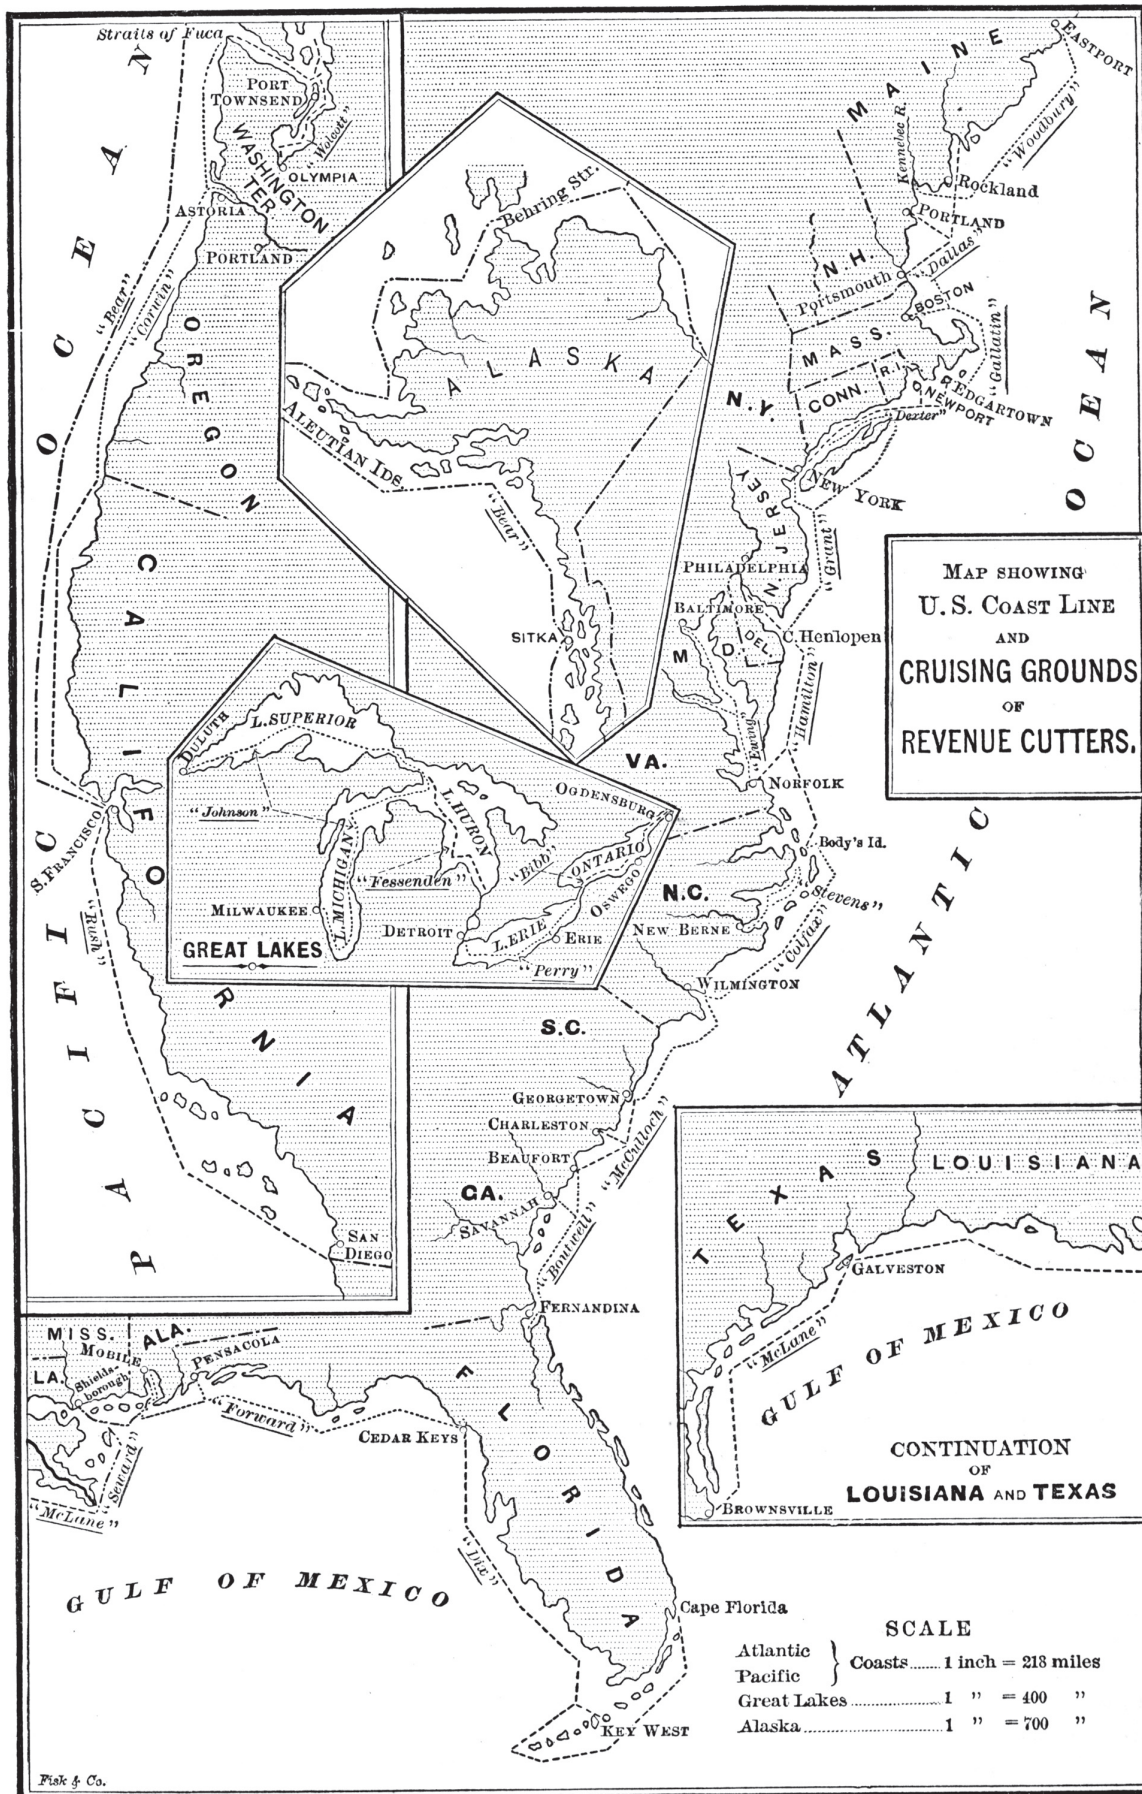 Straits of Fuca
PORT
TOWNSEND
"Wolcott"
WASHINGTON
TER
OLYMPIA
ASTORIA
PORTLAND
"Bear"
"Corwin"
OREGON
CALIFORNIA
S. FRANCISCO
"Rush"
SAN
DIEGO
PACIFIC OCEAN
Behring Str.
ALASKA
ALEUTIAN IDS.
"Bear"
SITKA
DULUTH
L. SUPERIOR
"Johnson"
L. HURON
L. MICHIGAN
"Fessenden"
"Bibb"
OGDENSBURG
ONTARIO
OSWEGO
MILWAUKEE
DETROIT
L. ERIE
ERIE
"Perry"
GREAT LAKES
MAINE
EASTPORT
"Woodbury"
Kennebec R.
Rockland
PORTLAND
"Dallas"
N.H.
Portsmouth
BOSTON
"Gallatin"
MASS.
R.I.
CONN.
EDGARTOWN
NEWPORT
Dexter"
N.Y.
NEW YORK
N. JERSEY
"Grant"
PHILADELPHIA
BALTIMORE
DEL.
C. Henlopen
MD.
"Hamilton"
"Ewing"
VA.
NORFOLK
Body's Id.
N.C.
Stevens"
NEW BERNE
"Colfax"
WILMINGTON
S.C.
GEORGETOWN
CHARLESTON
"McCulloch"
BEAUFORT
GA.
SAVANNAH
"Boutwell"
FERNANDINA
FLORIDA
ATLANTIC OCEAN
MAP SHOWING
U.S. COAST LINE
AND
CRUISING GROUNDS
OF
REVENUE CUTTERS.
MISS.
ALA.
MOBILE
PENSACOLA
LA.
Shields-
borough
"Forward"
"Seward"
"McLane"
CEDAR KEYS
"Dix"
GULF OF MEXICO
Cape Florida
KEY WEST
TEXAS
LOUISIANA
GALVESTON
"McLane"
GULF OF MEXICO
BROWNSVILLE
CONTINUATION
OF
LOUISIANA AND TEXAS
SCALE
Atlantic
Pacific } Coasts......1 inch = 218 miles
Great Lakes................1 " = 400 "
Alaska........................1 " = 700 "
Fisk & Co.